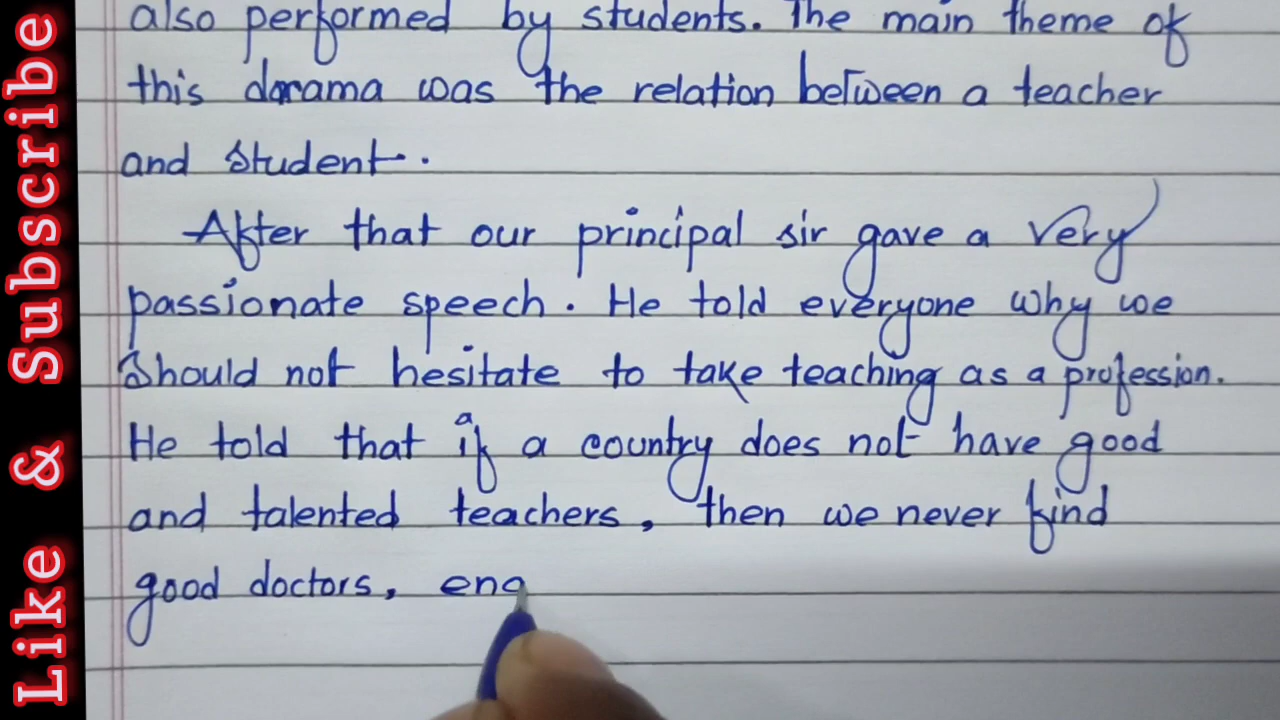 also performed by students. The main theme of
this drama was the relation between a teacher
and student.
After that our principal sir gave a very
passionate speech. He told everyone why we
should not hesitate to take teaching as a profession.
He told that if a country does not have good
and talented teachers, then we never find
good doctors, eng
Like & Subscribe